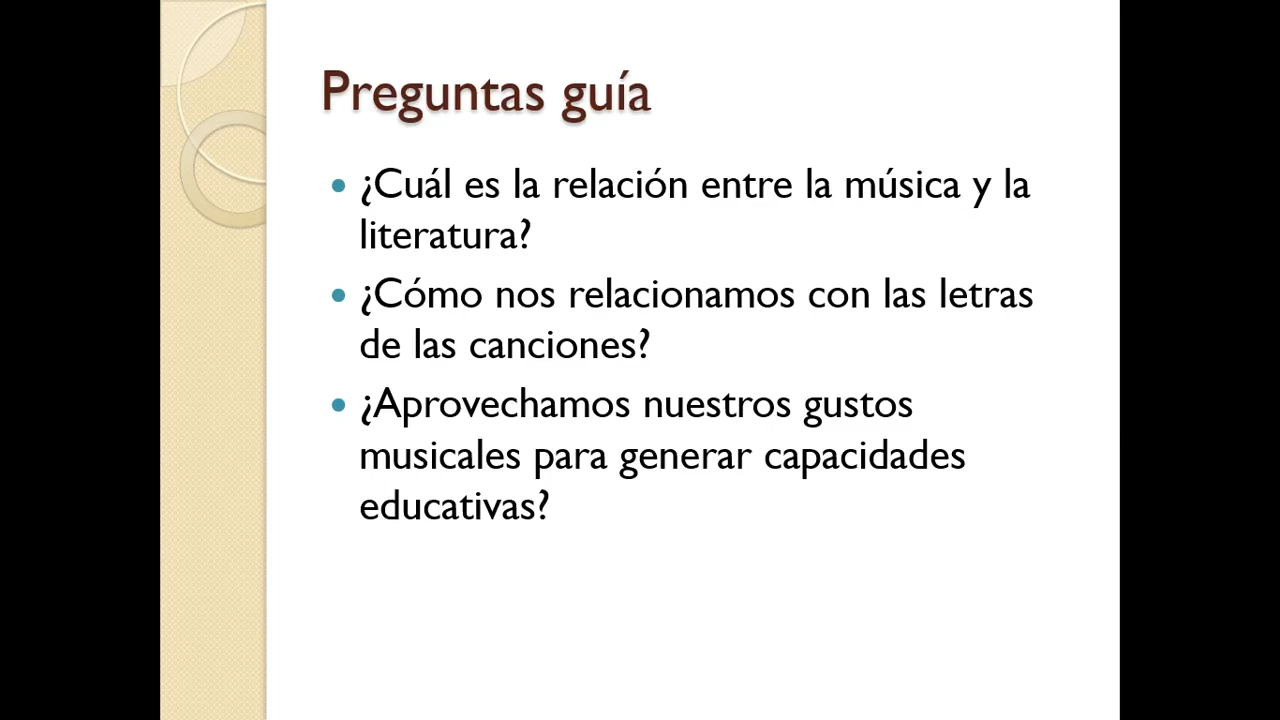 Preguntas guía
• ¿Cuál es la relación entre la música y la
literatura?
• ¿Cómo nos relacionamos con las letras
de las canciones?
• ¿Aprovechamos nuestros gustos
musicales para generar capacidades
educativas?